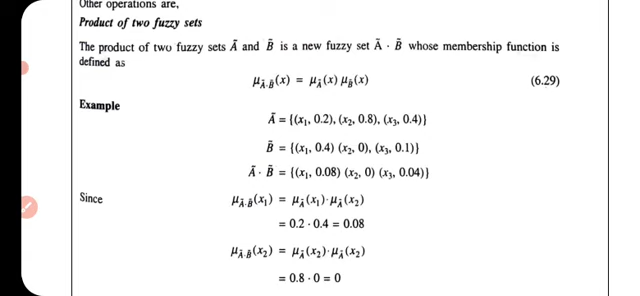 Other operations are,
Product of two fuzzy sets
The product of two fuzzy sets Ã and B̃ is a new fuzzy set Ã · B̃ whose membership function is
defined as
μ_Ã·B̃(x) = μ_Ã(x) μ_B̃(x) (6.29)
Example
Ã = {(x₁, 0.2), (x₂, 0.8), (x₃, 0.4)}
B̃ = {(x₁, 0.4) (x₂, 0), (x₃, 0.1)}
Ã · B̃ = {(x₁, 0.08) (x₂, 0) (x₃, 0.04)}
Since μ_Ã·B̃(x₁) = μ_Ã(x₁)·μ_Ã(x₂)
= 0.2 · 0.4 = 0.08
μ_Ã·B̃(x₂) = μ_Ã(x₂)·μ_Ã(x₂)
= 0.8 · 0 = 0